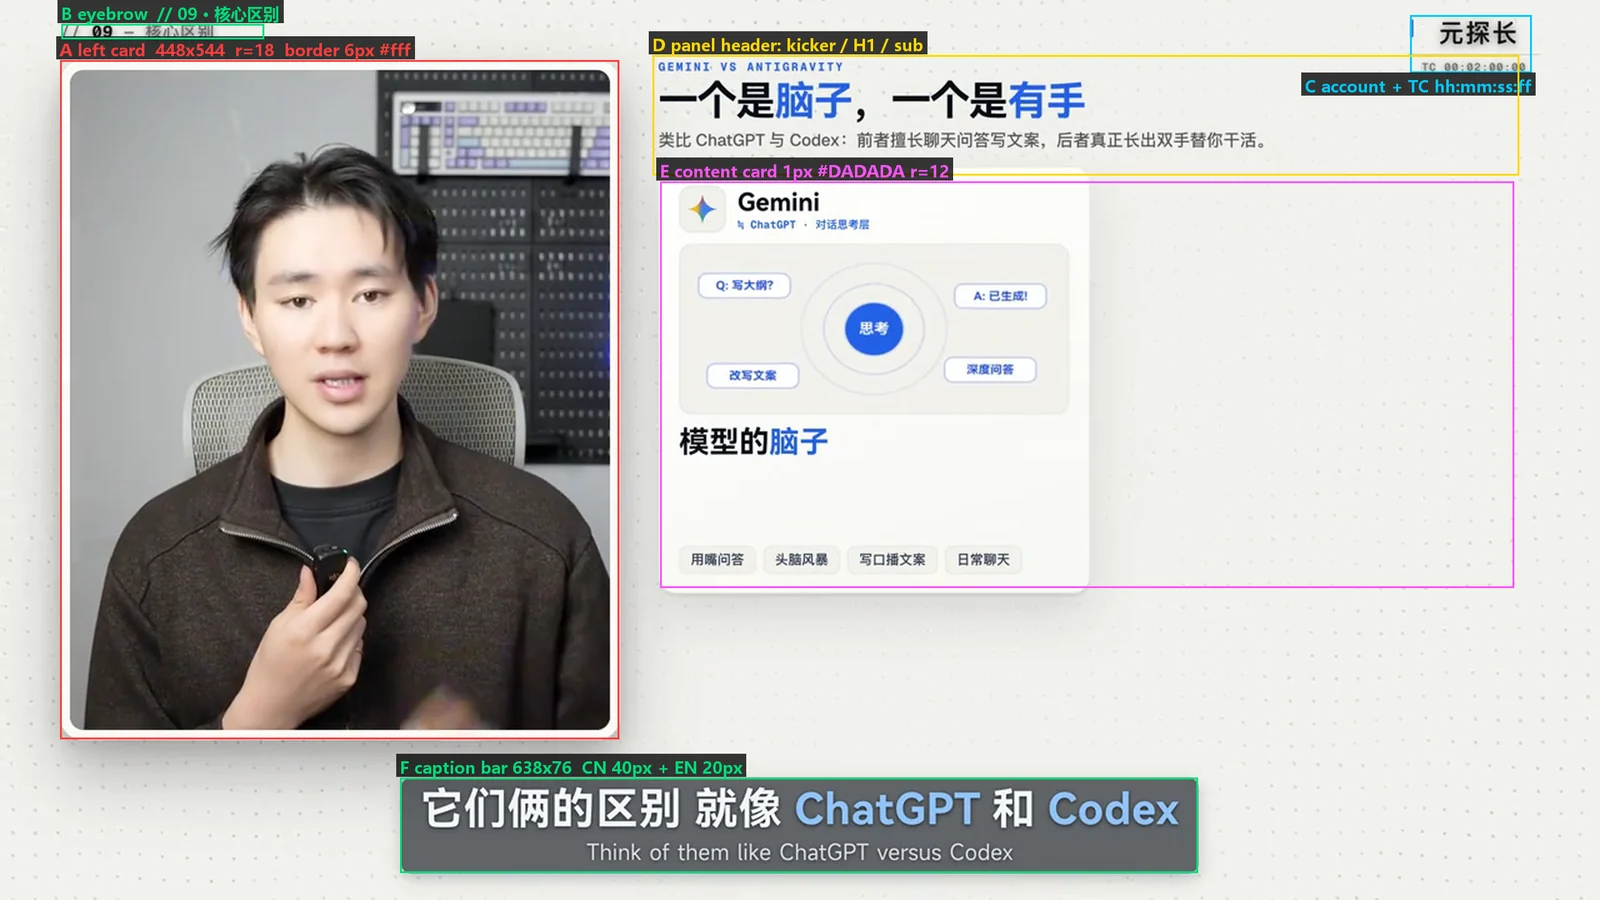 B eyebrow // 09 • 核心区别
// 09 — 核心区别
A left card 448x544 r=18 border 6px #fff
D panel header: kicker / H1 / sub
元探长
TC 00:02:00:00
C account + TC hh:mm:ss:ff
GEMINI VS ANTIGRAVITY
一个是脑子，一个是有手
类比 ChatGPT 与 Codex：前者擅长聊天问答写文案，后者真正长出双手替你干活。
E content card 1px #DADADA r=12
Gemini
≒ ChatGPT · 对话思考层
Q: 写大纲?
A: 已生成!
思考
改写文案
深度问答
模型的脑子
用嘴问答
头脑风暴
写口播文案
日常聊天
F caption bar 638x76 CN 40px + EN 20px
它们俩的区别 就像 ChatGPT 和 Codex
Think of them like ChatGPT versus Codex